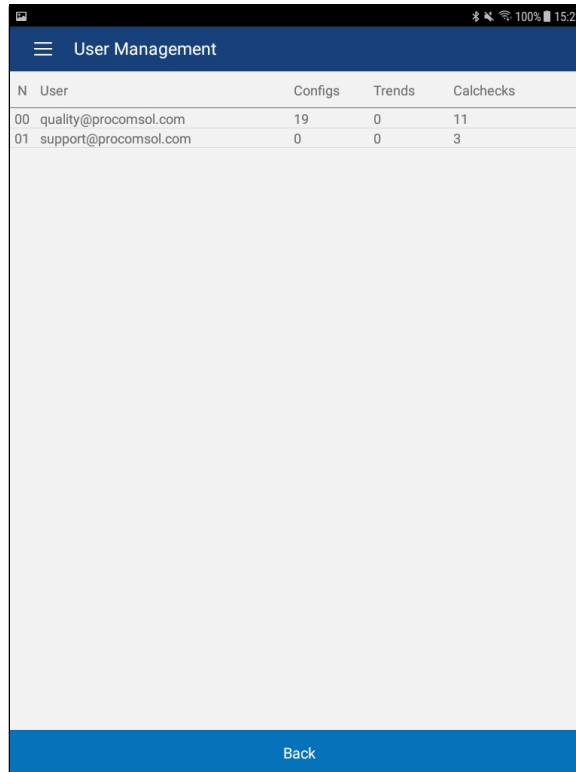 100% 15:2
User Management
N User Configs Trends Calchecks
00 quality@procomsol.com 19 0 11
01 support@procomsol.com 0 0 3
Back